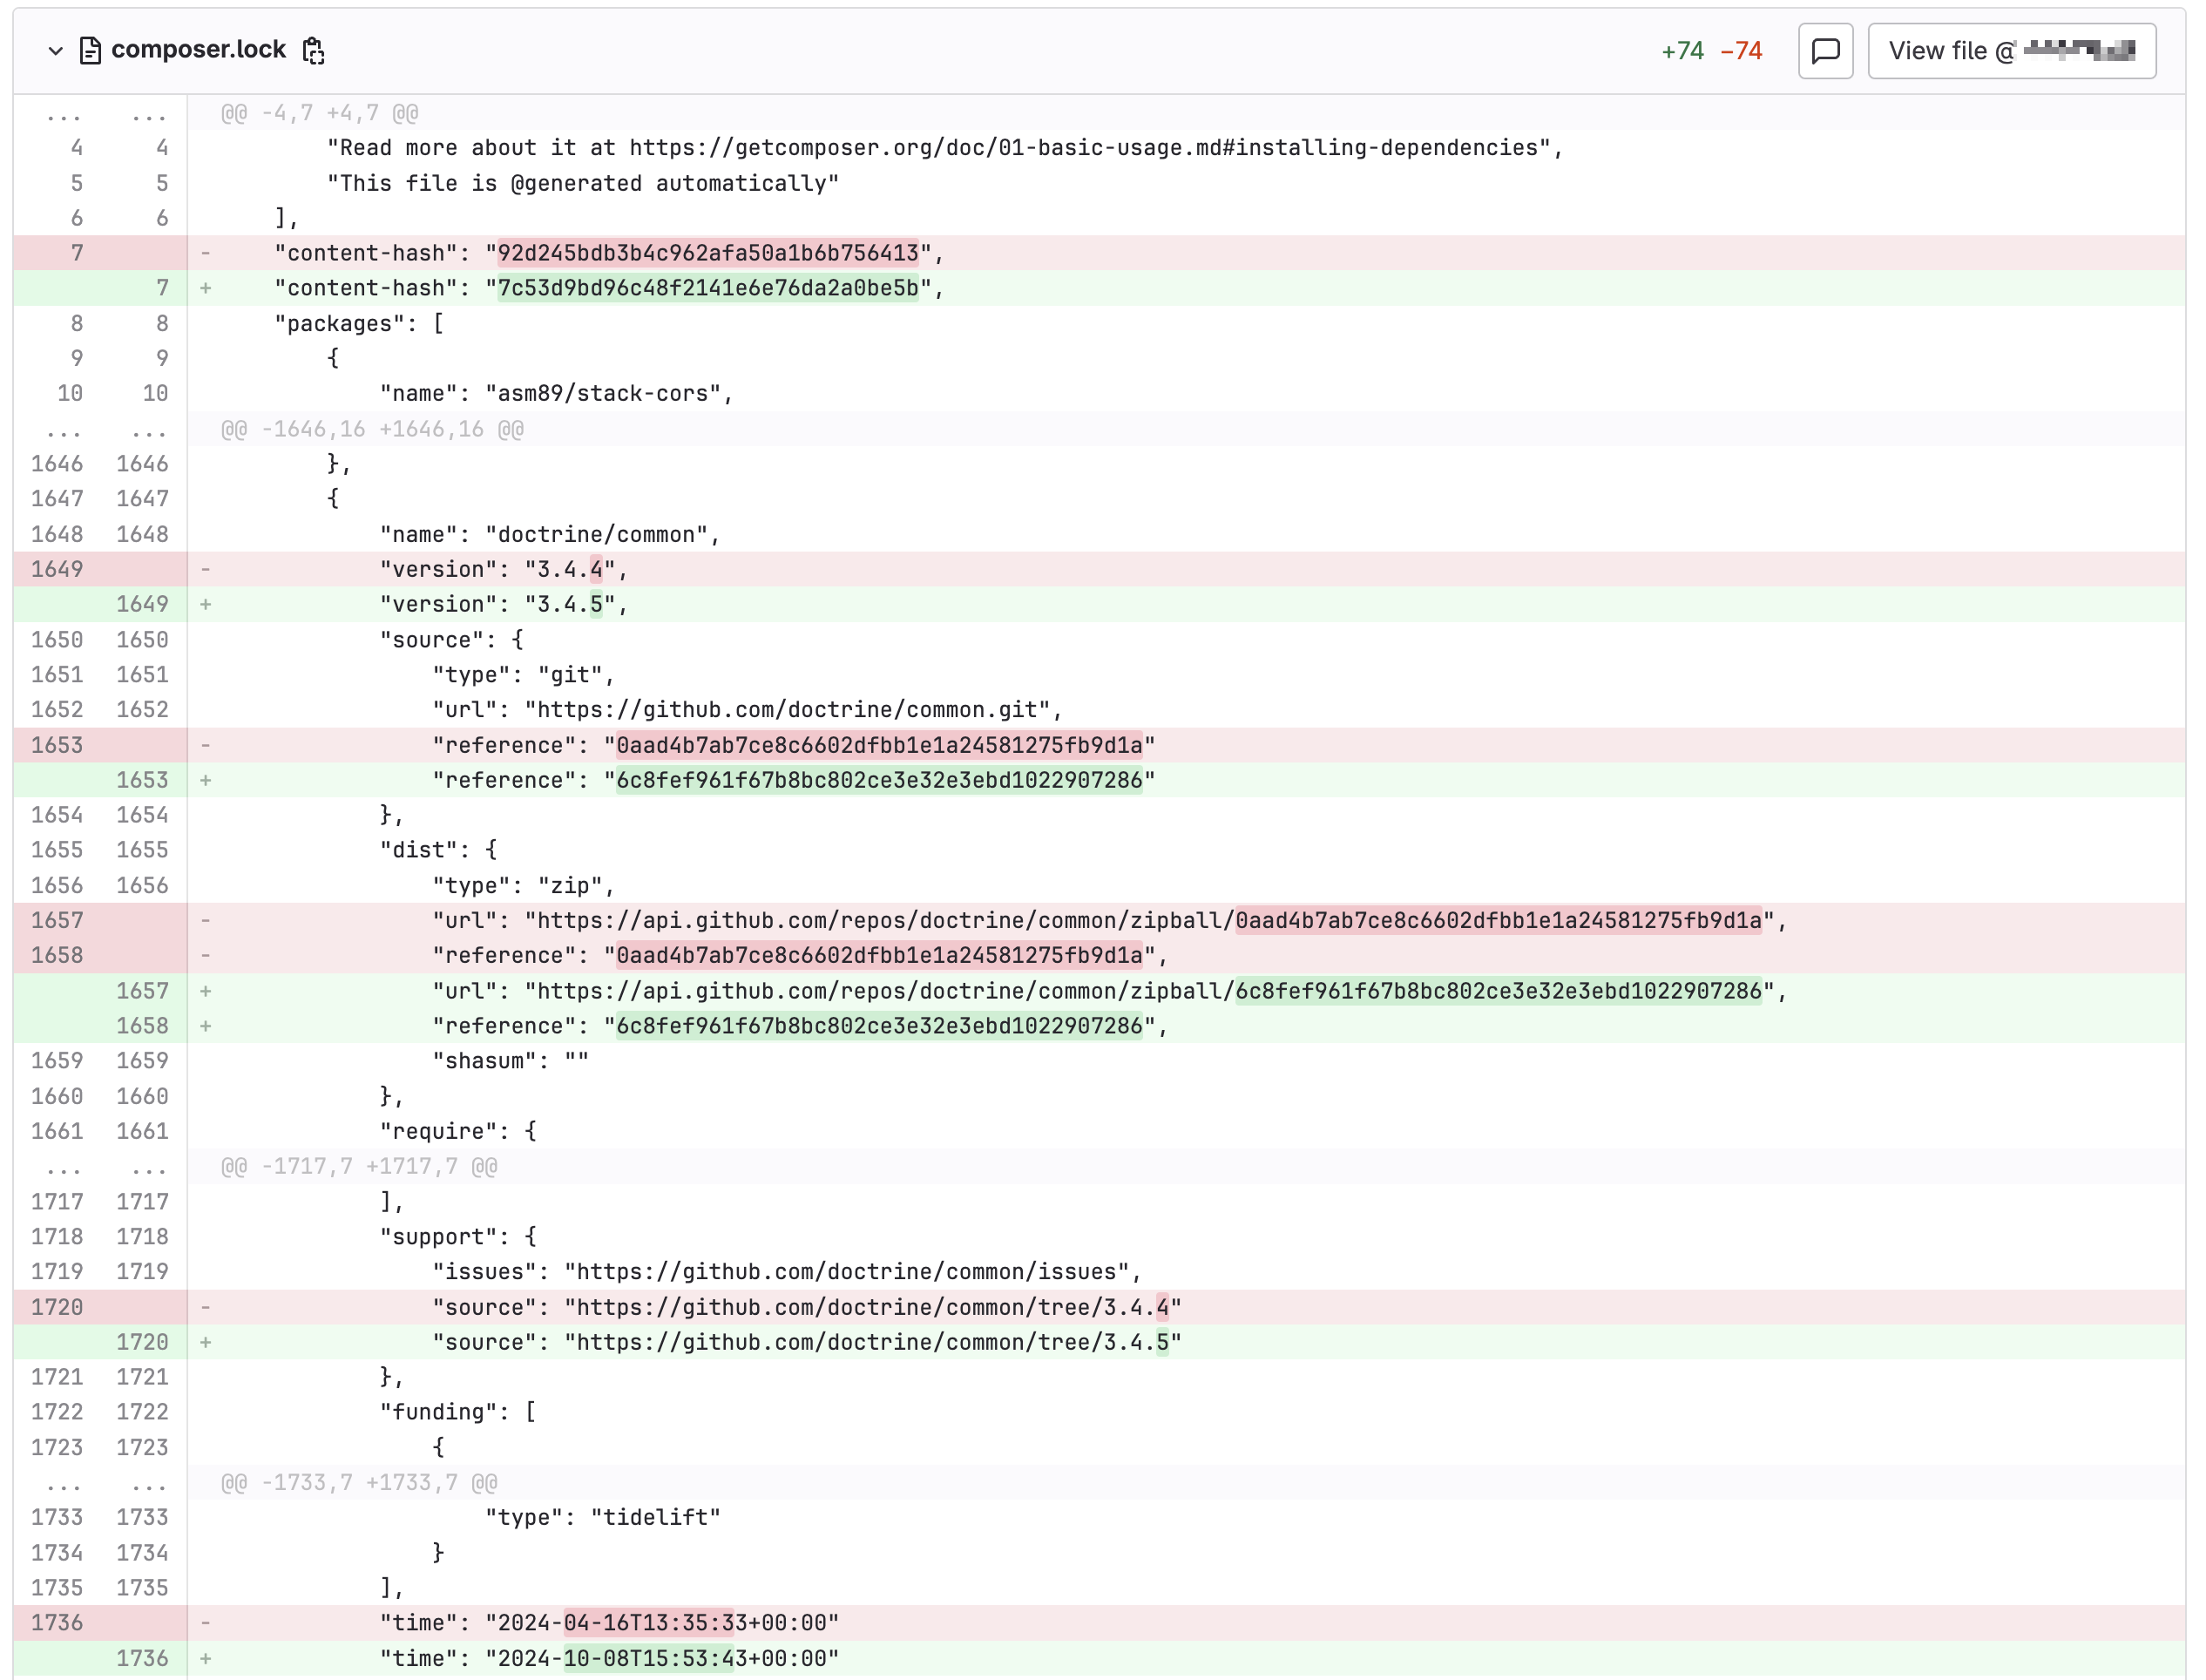 composer.lock +74 −74 View file @
... ... @@ -4,7 +4,7 @@
4 4 "Read more about it at https://getcomposer.org/doc/01-basic-usage.md#installing-dependencies",
5 5 "This file is @generated automatically"
6 6 ],
7 - "content-hash": "92d245bdb3b4c962afa50a1b6b756413",
7 + "content-hash": "7c53d9bd96c48f2141e6e76da2a0be5b",
8 8 "packages": [
9 9 {
10 10 "name": "asm89/stack-cors",
... ... @@ -1646,16 +1646,16 @@
1646 1646 },
1647 1647 {
1648 1648 "name": "doctrine/common",
1649 - "version": "3.4.4",
1649 + "version": "3.4.5",
1650 1650 "source": {
1651 1651 "type": "git",
1652 1652 "url": "https://github.com/doctrine/common.git",
1653 - "reference": "0aad4b7ab7ce8c6602dfbb1e1a24581275fb9d1a"
1653 + "reference": "6c8fef961f67b8bc802ce3e32e3ebd1022907286"
1654 1654 },
1655 1655 "dist": {
1656 1656 "type": "zip",
1657 - "url": "https://api.github.com/repos/doctrine/common/zipball/0aad4b7ab7ce8c6602dfbb1e1a24581275fb9d1a",
1658 - "reference": "0aad4b7ab7ce8c6602dfbb1e1a24581275fb9d1a",
1657 + "url": "https://api.github.com/repos/doctrine/common/zipball/6c8fef961f67b8bc802ce3e32e3ebd1022907286",
1658 + "reference": "6c8fef961f67b8bc802ce3e32e3ebd1022907286",
1659 1659 "shasum": ""
1660 1660 },
1661 1661 "require": {
... ... @@ -1717,7 +1717,7 @@
1717 1717 ],
1718 1718 "support": {
1719 1719 "issues": "https://github.com/doctrine/common/issues",
1720 - "source": "https://github.com/doctrine/common/tree/3.4.4"
1720 + "source": "https://github.com/doctrine/common/tree/3.4.5"
1721 1721 },
1722 1722 "funding": [
1723 1723 {
... ... @@ -1733,7 +1733,7 @@
1733 1733 "type": "tidelift"
1734 1734 }
1735 1735 ],
1736 - "time": "2024-04-16T13:35:33+00:00"
1736 + "time": "2024-10-08T15:53:43+00:00"